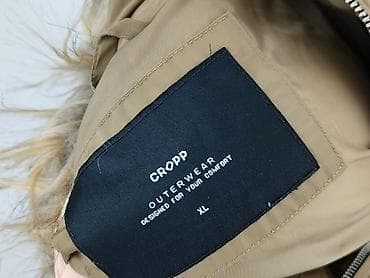 CROPP
OUTERWEAR
DESIGNED FOR YOUR COMFORT
XL